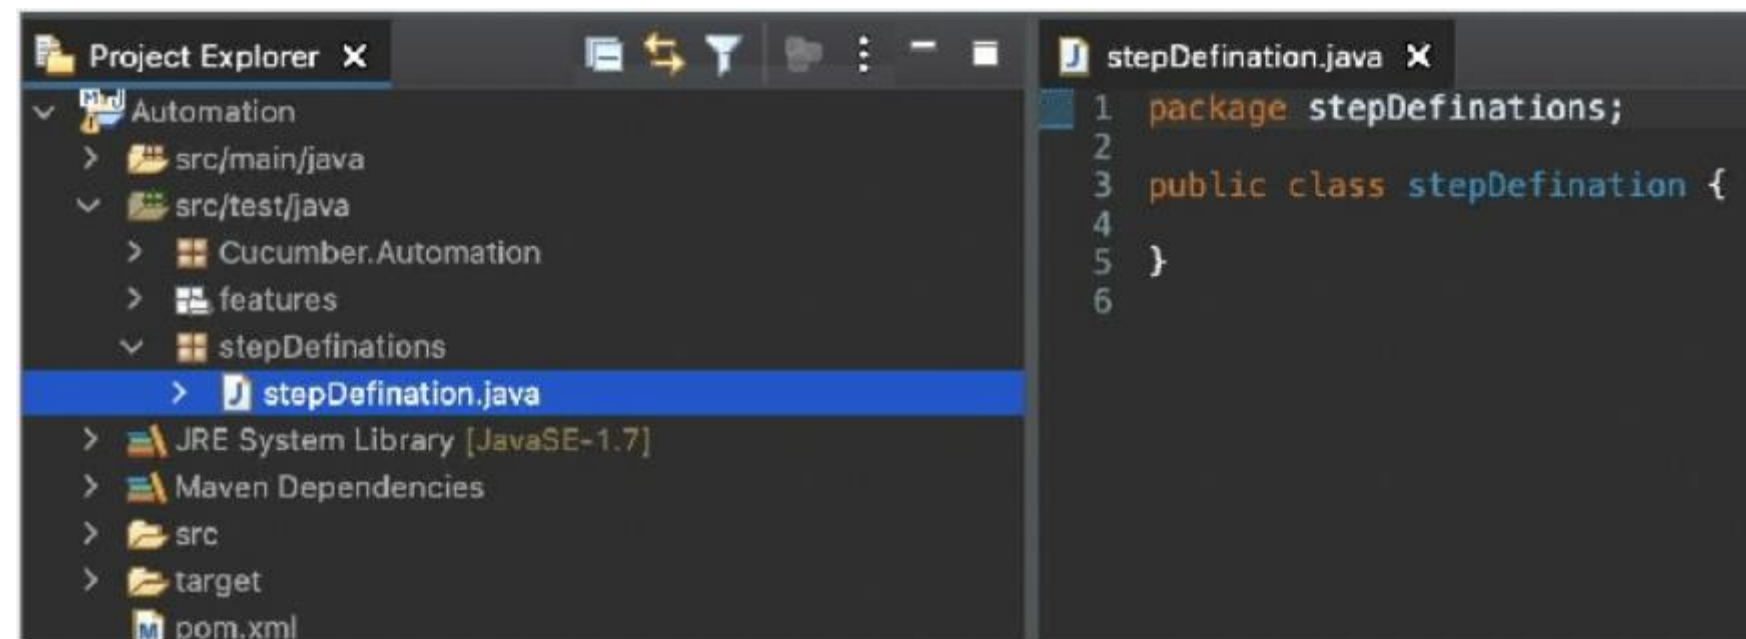 Project Explorer
Automation
src/main/java
src/test/java
Cucumber.Automation
features
stepDefinations
stepDefination.java
JRE System Library [JavaSE-1.7]
Maven Dependencies
src
target
pom.xml
stepDefination.java
1 package stepDefinations;
2
3 public class stepDefination {
4
5 }
6